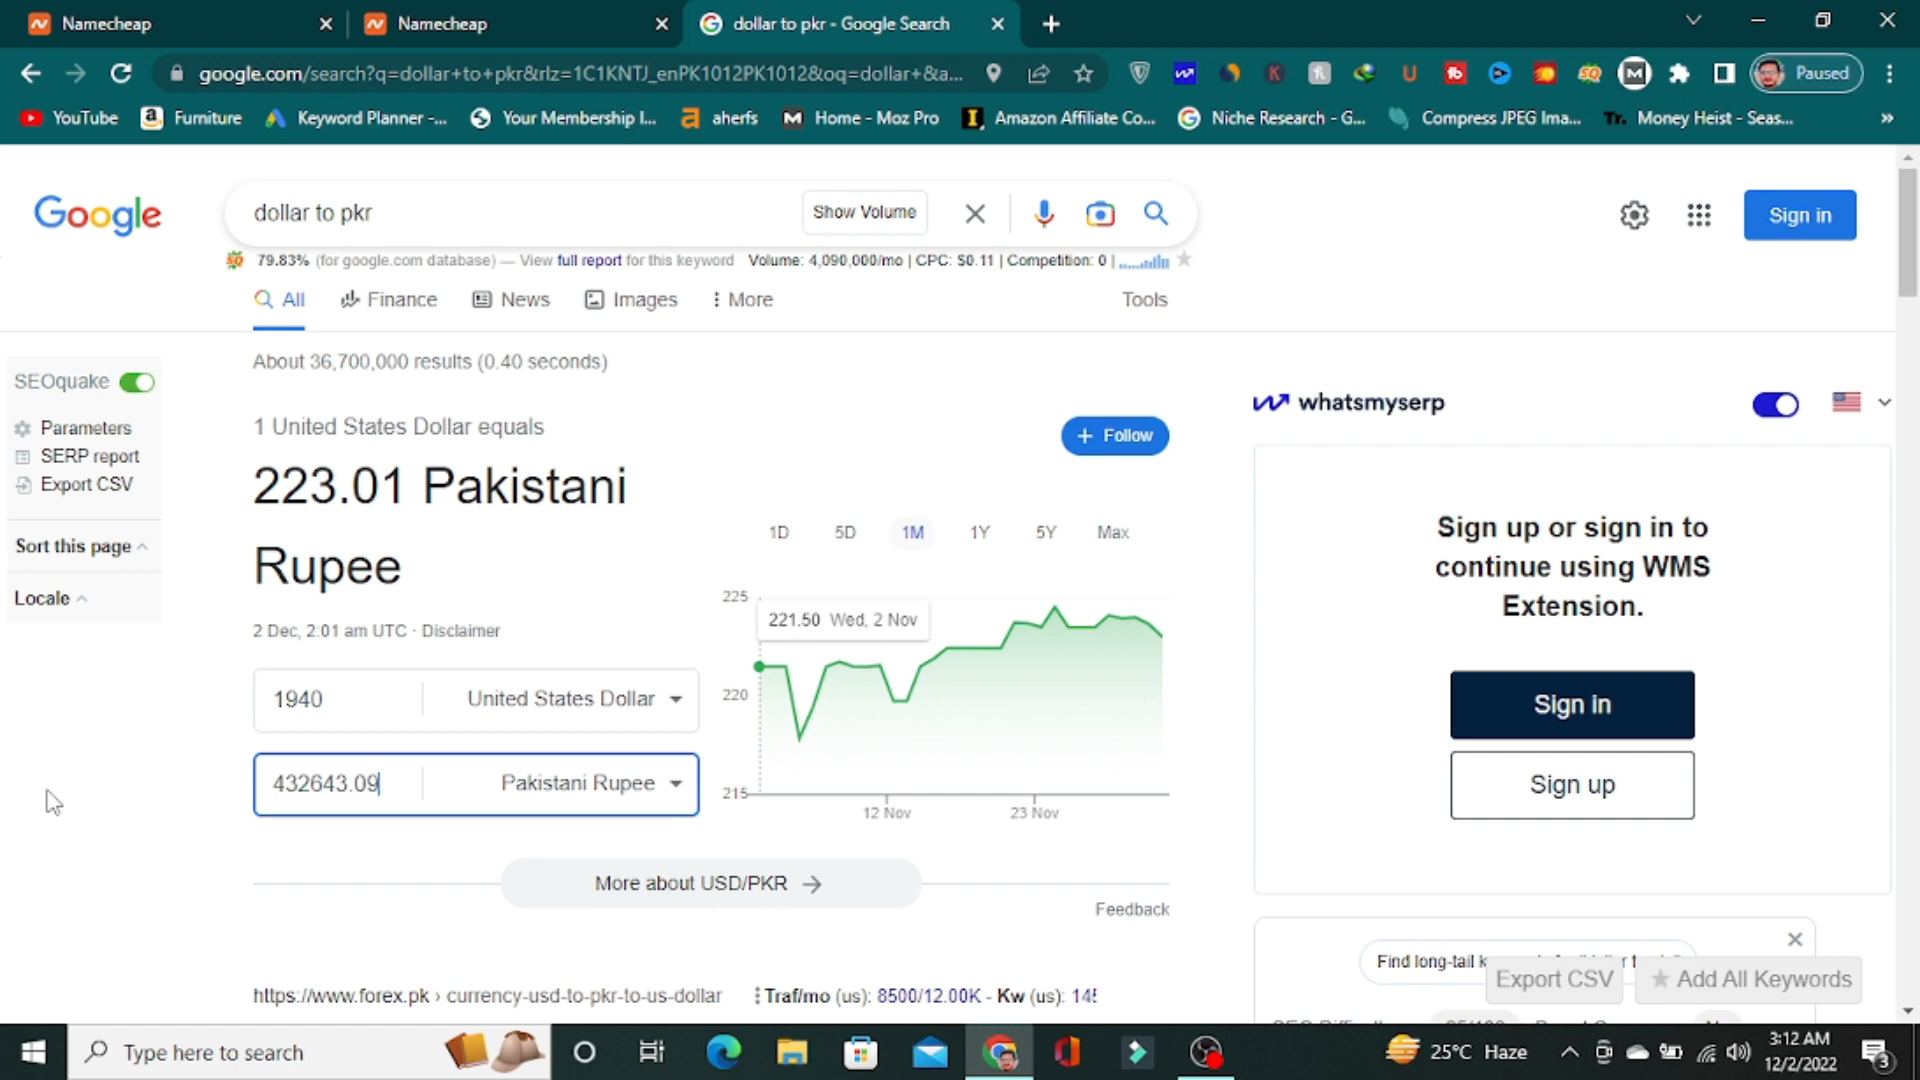 Namecheap
Namecheap
dollar to pkr - Google Search
google.com/search?q=dollar+to+pkr&rlz=1C1KNTJ_enPK1012PK1012&oq=dollar+&a...
Paused
YouTube
Furniture
Keyword Planner -...
Your Membership I...
aherfs
Home - Moz Pro
Amazon Affiliate Co...
Niche Research - G...
Compress JPEG Ima...
Money Heist - Seas...
Google
dollar to pkr
Show Volume
Sign in
79.83% (for google.com database) — View full report for this keyword Volume: 4,090,000/mo | CPC: $0.11 | Competition: 0 |
All
Finance
News
Images
More
Tools
About 36,700,000 results (0.40 seconds)
SEOquake
Parameters
SERP report
Export CSV
Sort this page
Locale
1 United States Dollar equals
+ Follow
223.01 Pakistani
Rupee
2 Dec, 2:01 am UTC · Disclaimer
1940 United States Dollar
432643.09 Pakistani Rupee
1D 5D 1M 1Y 5Y Max
225
221.50 Wed, 2 Nov
220
215
12 Nov 23 Nov
More about USD/PKR
Feedback
https://www.forex.pk › currency-usd-to-pkr-to-us-dollar
Traf/mo (us): 8500/12.00K - Kw (us):
whatsmyserp
Sign up or sign in to
continue using WMS
Extension.
Sign in
Sign up
Find long-tail
Export CSV
Add All Keywords
Type here to search
25°C Haze
3:12 AM
12/2/2022
3